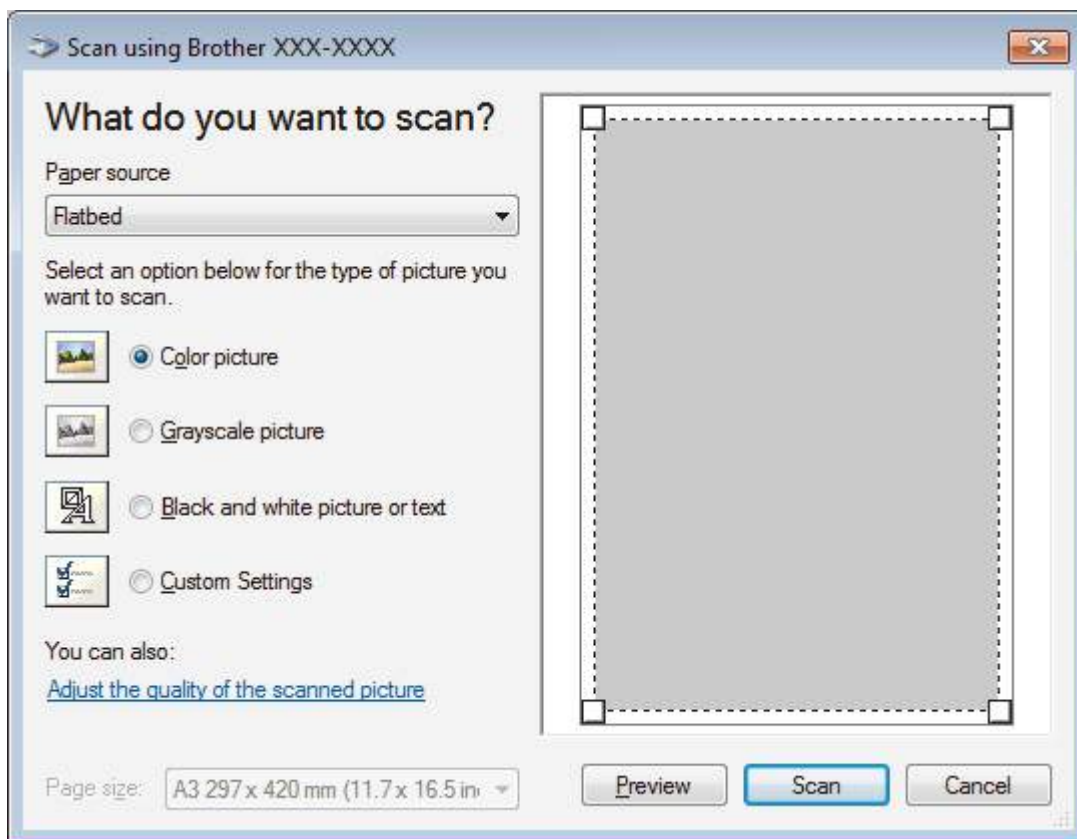 Scan using Brother XXX-XXXX
What do you want to scan?
Paper source
Flatbed
Select an option below for the type of picture you
want to scan.
Color picture
Grayscale picture
Black and white picture or text
Custom Settings
You can also:
Adjust the quality of the scanned picture
Page size: A3 297 x 420 mm (11.7 x 16.5 in
Preview Scan Cancel